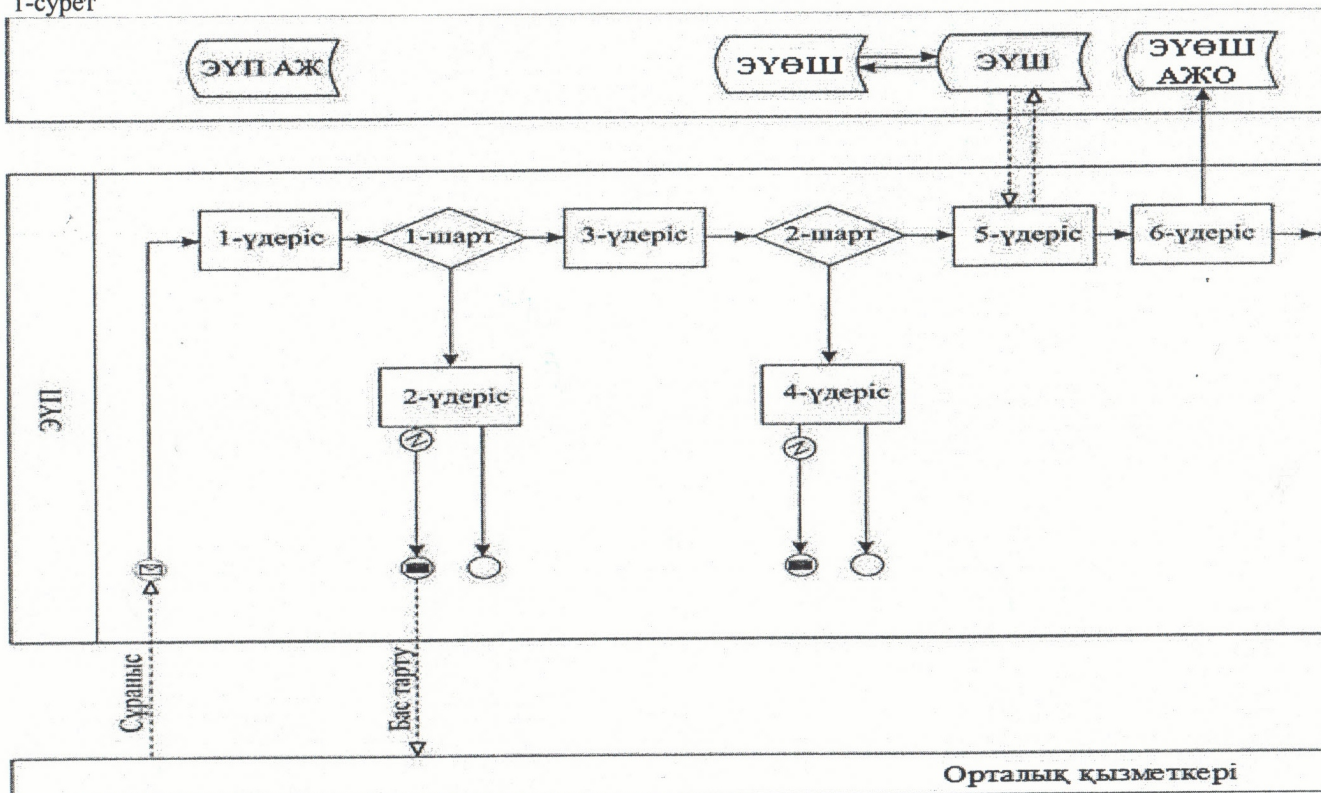 1-сурет
ЭҮП АЖ
ЭҮӨШ
ЭҮШ
ЭҮӨШ
АЖО
ЭҮП
1-үдеріс
1-шарт
3-үдеріс
2-шарт
5-үдеріс
6-үдеріс
2-үдеріс
4-үдеріс
Сұраныс
Бас тарту
Орталық қызметкері